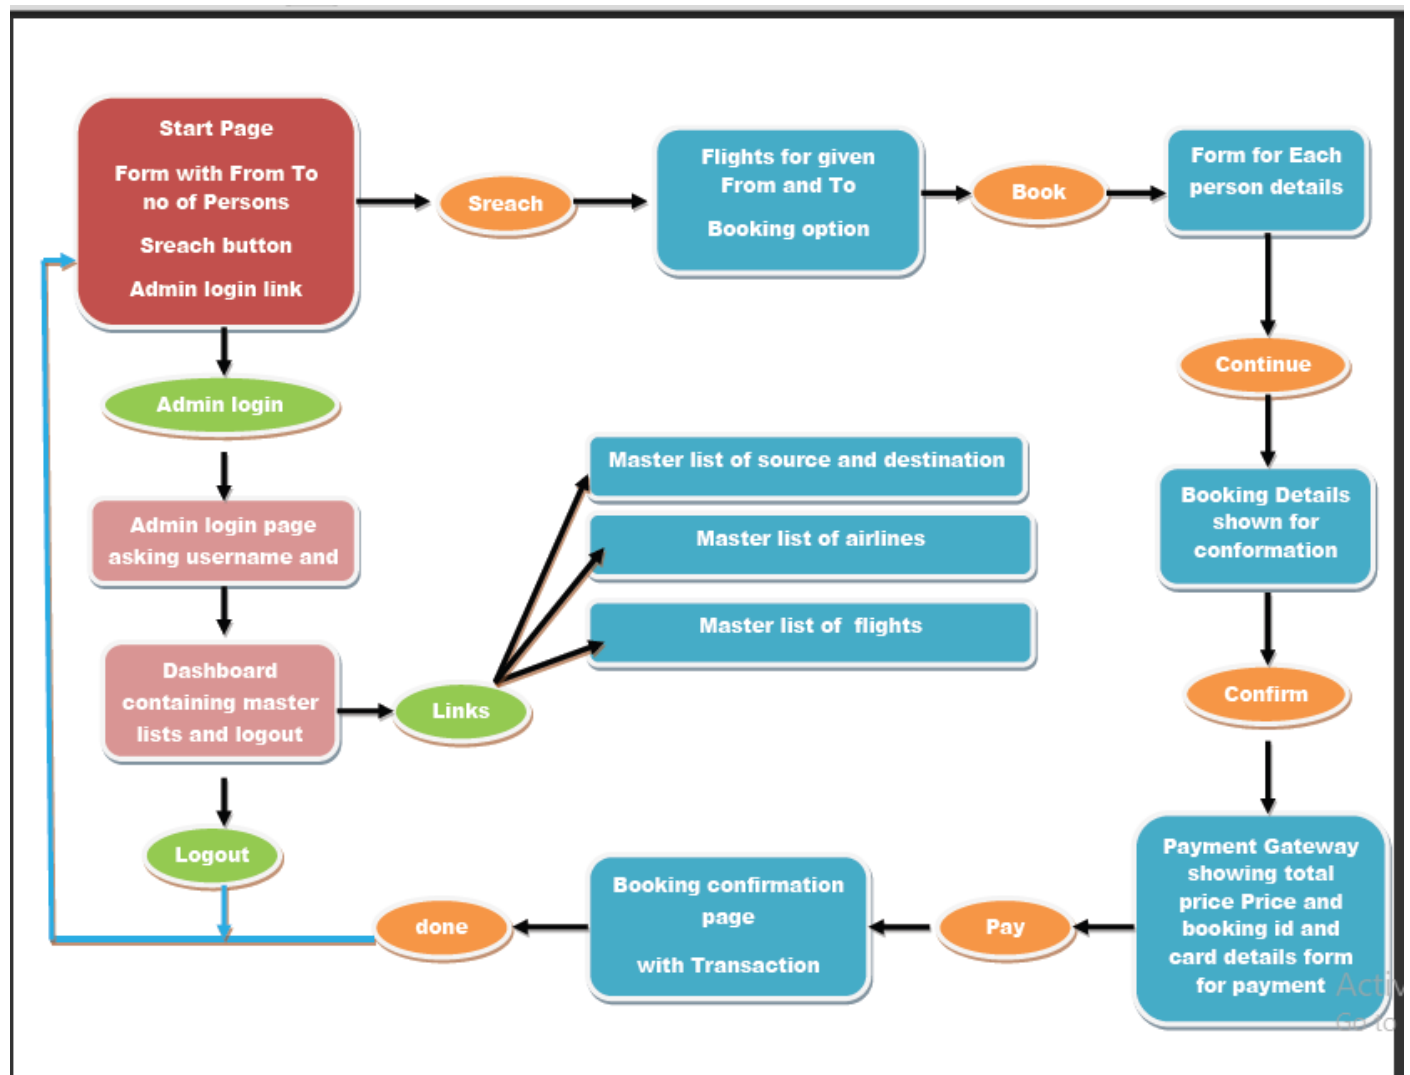 Start Page
Form with From To
no of Persons
Sreach button
Admin login link
Sreach
Flights for given
From and To
Booking option
Book
Form for Each
person details
Continue
Admin login
Admin login page
asking username and
Master list of source and destination
Master list of airlines
Master list of  flights
Booking Details
shown for
conformation
Dashboard
containing master
lists and logout
Links
Confirm
Logout
done
Booking confirmation
page
with Transaction
Pay
Payment Gateway
showing total
price Price and
booking id and
card details form
for payment
Activ
Go to